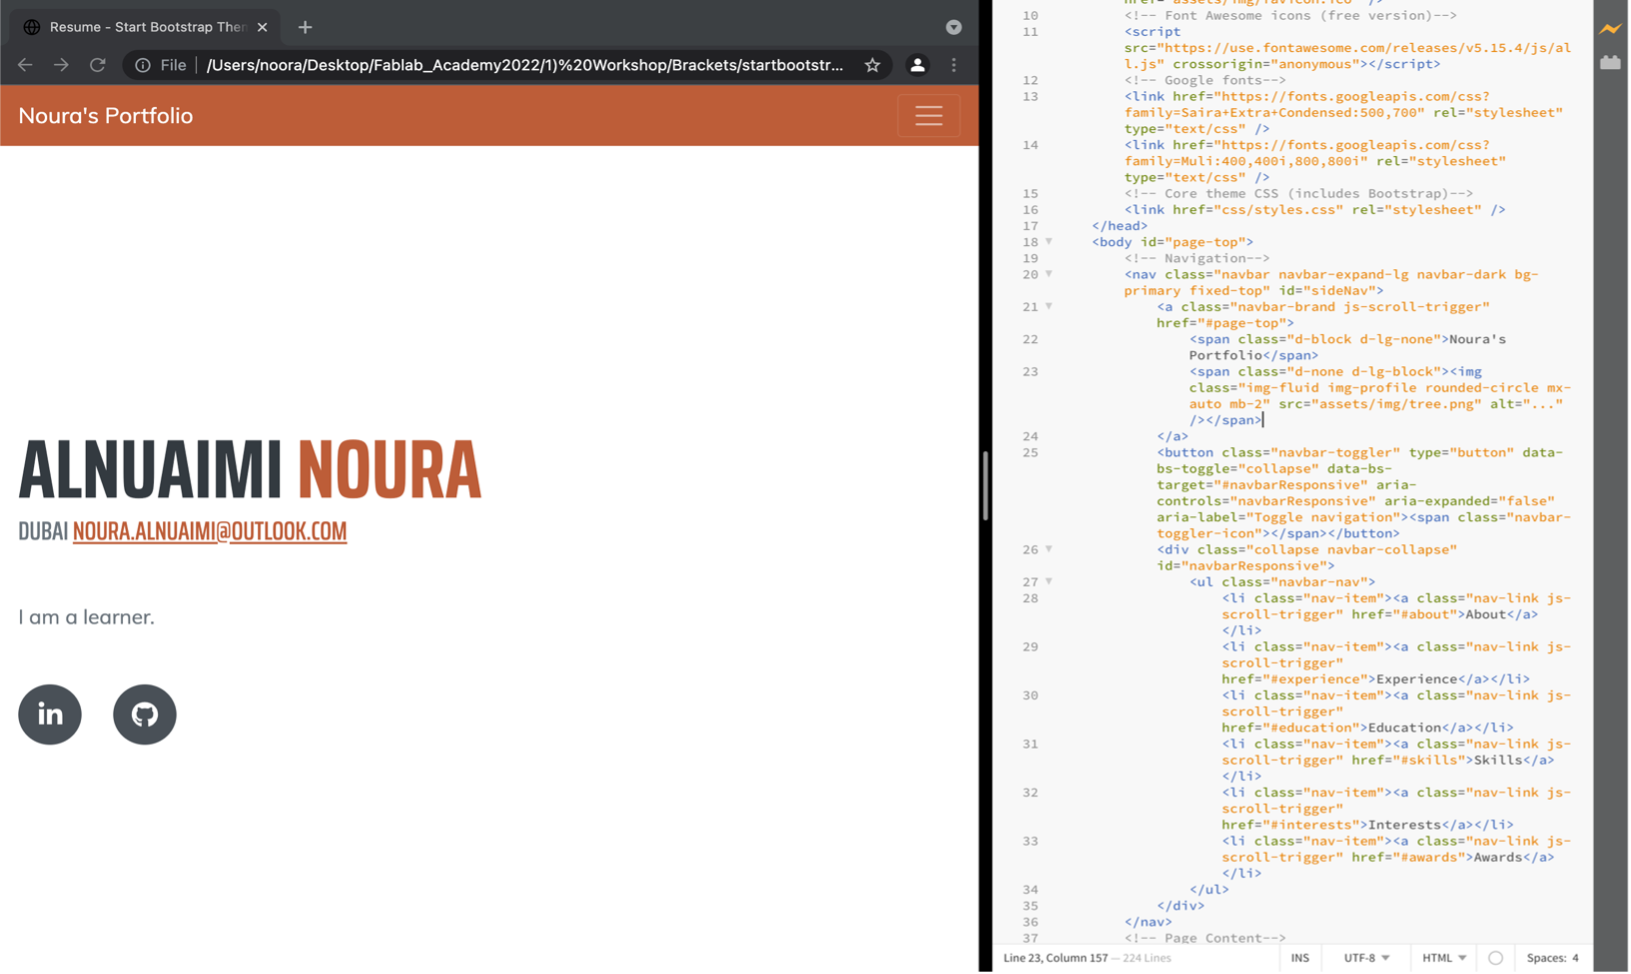 Resume - Start Bootstrap Then
File
/Users/noora/Desktop/Fablab_Academy2022/1)%20Workshop/Brackets/startbootstr...
Noura's Portfolio
ALNUAIMI NOURA
DUBAI NOURA.ALNUAIMI@OUTLOOK.COM
I am a learner.
in
10 <!-- Font Awesome icons (free version)-->
11 <script
src="https://use.fontawesome.com/releases/v5.15.4/js/al
l.js" crossorigin="anonymous"></script>
12 <!-- Google fonts-->
13 <link href="https://fonts.googleapis.com/css?
family=Saira+Extra+Condensed:500,700" rel="stylesheet"
type="text/css" />
14 <link href="https://fonts.googleapis.com/css?
family=Muli:400,400i,800,800i" rel="stylesheet"
type="text/css" />
15 <!-- Core theme CSS (includes Bootstrap)-->
16 <link href="css/styles.css" rel="stylesheet" />
17 </head>
18 <body id="page-top">
19 <!-- Navigation-->
20 <nav class="navbar navbar-expand-lg navbar-dark bg-
primary fixed-top" id="sideNav">
21 <a class="navbar-brand js-scroll-trigger"
href="#page-top">
22 <span class="d-block d-lg-none">Noura's
Portfolio</span>
23 <span class="d-none d-lg-block"><img
class="img-fluid img-profile rounded-circle mx-
auto mb-2" src="assets/img/tree.png" alt="..."
/></span>
24 </a>
25 <button class="navbar-toggler" type="button" data-
bs-toggle="collapse" data-bs-
target="#navbarResponsive" aria-
controls="navbarResponsive" aria-expanded="false"
aria-label="Toggle navigation"><span class="navbar-
toggler-icon"></span></button>
26 <div class="collapse navbar-collapse"
id="navbarResponsive">
27 <ul class="navbar-nav">
28 <li class="nav-item"><a class="nav-link js-
scroll-trigger" href="#about">About</a>
</li>
29 <li class="nav-item"><a class="nav-link js-
scroll-trigger"
href="#experience">Experience</a></li>
30 <li class="nav-item"><a class="nav-link js-
scroll-trigger"
href="#education">Education</a></li>
31 <li class="nav-item"><a class="nav-link js-
scroll-trigger" href="#skills">Skills</a>
</li>
32 <li class="nav-item"><a class="nav-link js-
scroll-trigger"
href="#interests">Interests</a></li>
33 <li class="nav-item"><a class="nav-link js-
scroll-trigger" href="#awards">Awards</a>
</li>
34 </ul>
35 </div>
36 </nav>
37 <!-- Page Content-->
Line 23, Column 157 — 224 Lines
INS
UTF-8
HTML
Spaces: 4